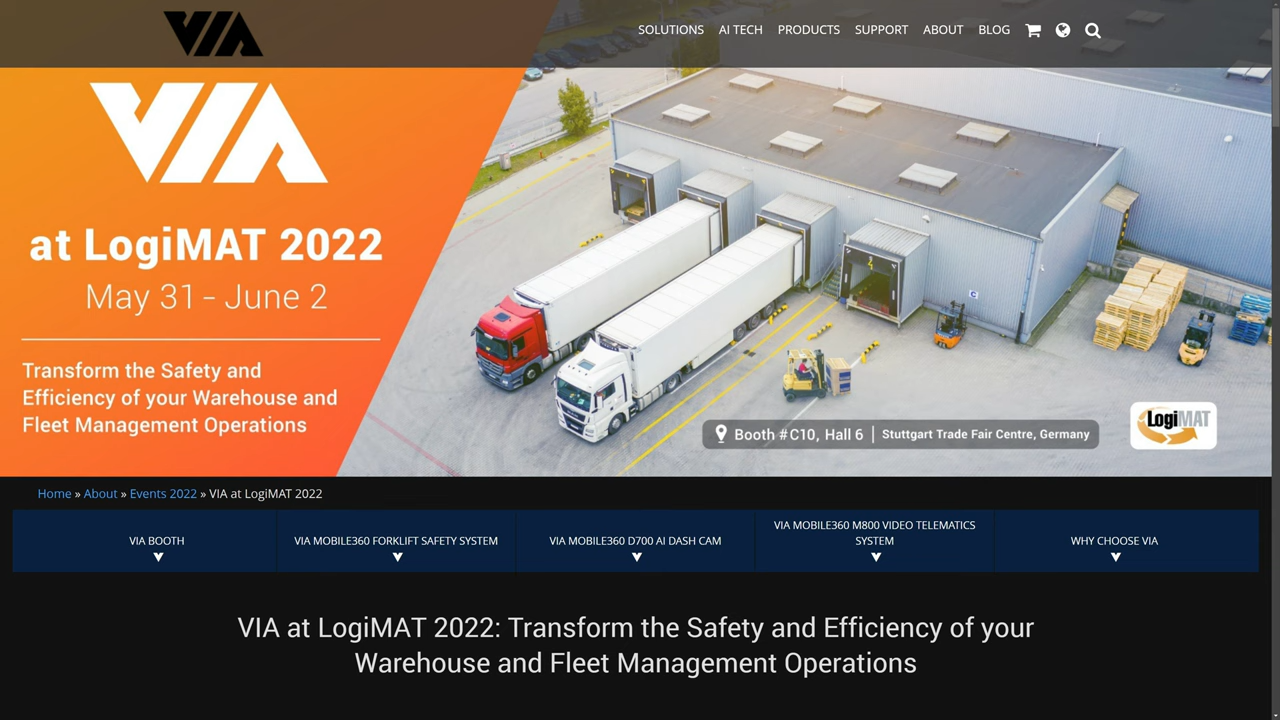 VIA
SOLUTIONS AI TECH PRODUCTS SUPPORT ABOUT BLOG
VIA
at LogiMAT 2022
May 31 - June 2
Transform the Safety and
Efficiency of your Warehouse and
Fleet Management Operations
4
C
Booth #C10, Hall 6 | Stuttgart Trade Fair Centre, Germany
LogiMAT
Home » About » Events 2022 » VIA at LogiMAT 2022
VIA BOOTH
VIA MOBILE360 FORKLIFT SAFETY SYSTEM
VIA MOBILE360 D700 AI DASH CAM
VIA MOBILE360 M800 VIDEO TELEMATICS
SYSTEM
WHY CHOOSE VIA
VIA at LogiMAT 2022: Transform the Safety and Efficiency of your
Warehouse and Fleet Management Operations